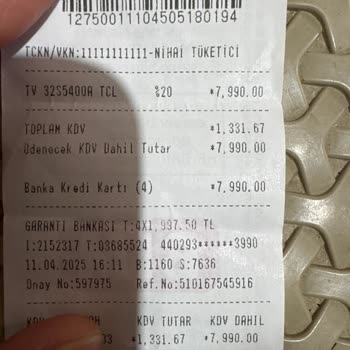 12750011104505180194
TCKN/VKN:11111111111-NİHAİ TÜKETİCİ
TV 32S5400A TCL %20 *7,990.00
TOPLAM KDV *1,331.67
Ödenecek KDV Dahil Tutar *7,990.00
Banka Kredi Kartı (4) *7,990.00
GARANTİ BANKASI T:4X1,997.50 TL
İ:2152317 T:03685524 440293******3990
11.04.2025 16:11 B:1160 S:7636
Onay No:597975 Ref.No:510167545916
KDV TUTAR KDV DAHİL
*1,331.67 *7,990.00